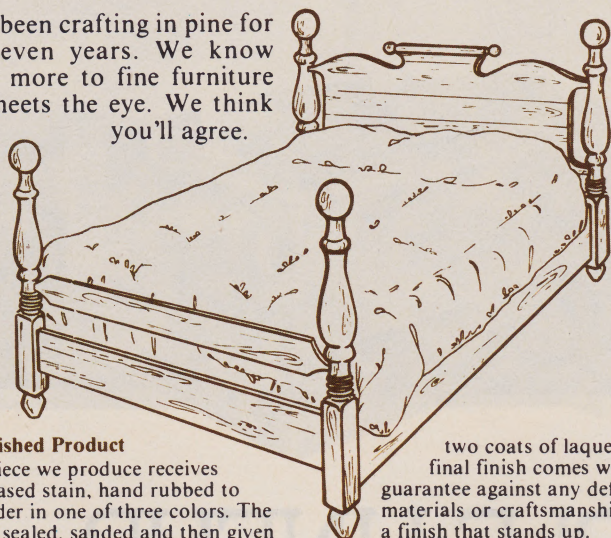 been crafting in pine for
even years. We know
more to fine furniture
meets the eye. We think
you'll agree.
ished Product
iece we produce receives
ased stain, hand rubbed to
der in one of three colors. The
sealed, sanded and then given
two coats of laque
final finish comes w
guarantee against any def
materials or craftsmanshi
a finish that stands up.